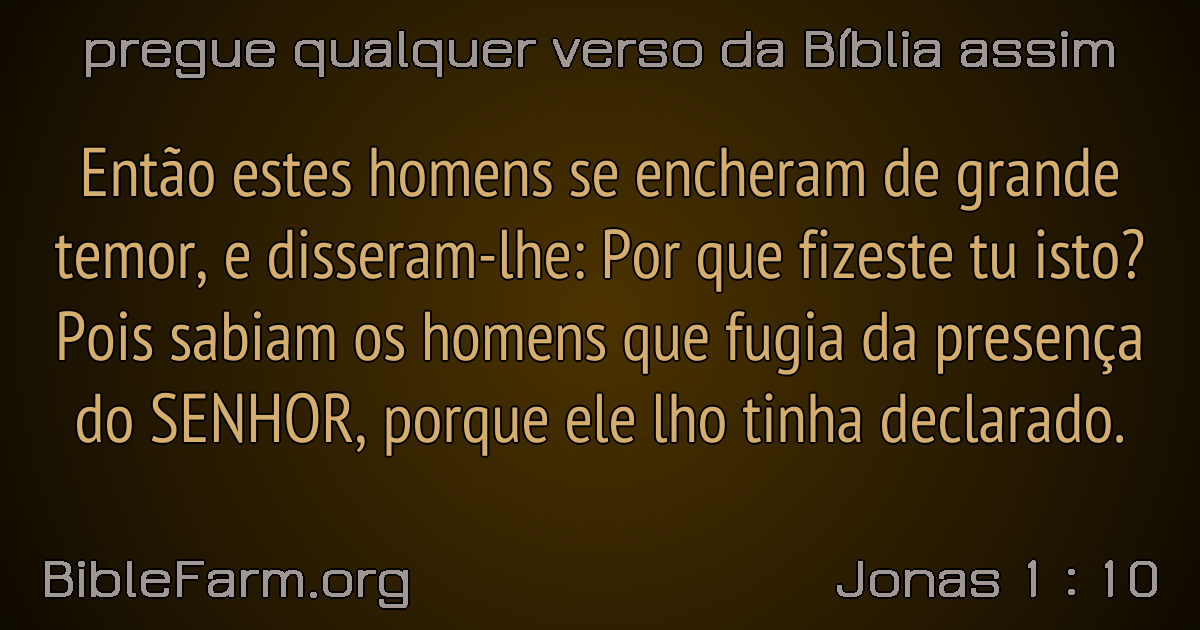 pregue qualquer verso da Bíblia assim
Então estes homens se encheram de grande
temor, e disseram-lhe: Por que fizeste tu isto?
Pois sabiam os homens que fugia da presença
do SENHOR, porque ele lho tinha declarado.
BibleFarm.org
Jonas 1 : 10